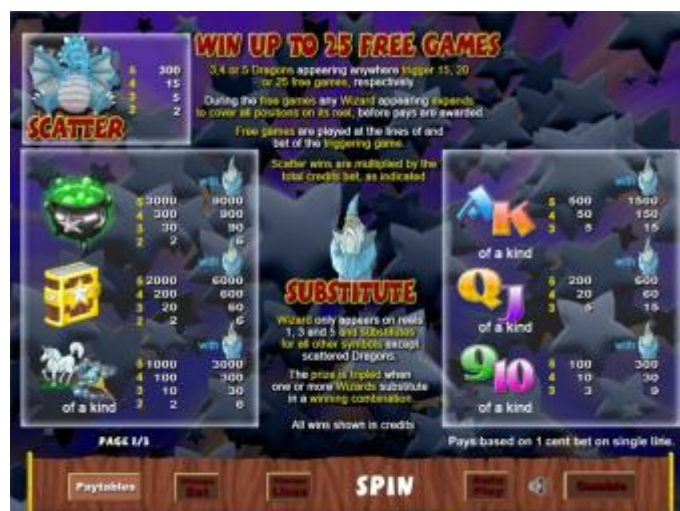 WIN UP TO 25 FREE GAMES
3,4 or 5 Dragons appearing anywhere trigger 15, 20
or 25 free games, respectively
During the free games any Wizard appearing expands
to cover all positions on its reel, before pays are awarded.
Free games are played at the lines of and
bet of the triggering game.
Scatter wins are multiplied by the
total credits bet, as indicated
5 300
4 15
3 5
2 2
SCATTER
with
5 3000 9000
4 300 900
3 30 90
2 2 6
with
5 2000 6000
4 200 600
3 20 60
2 2 6
with
5 1000 3000
4 100 300
3 10 30
2 2 6
of a kind
SUBSTITUTE
Wizard only appears on reels
1, 3 and 5 and substitutes
for all other symbols except
scattered Dragons.
The prize is tripled when
one or more Wizards substitute
in a winning combination.
All wins shown in credits
with
AK
5 500 1500
4 50 150
3 5 15
of a kind
with
QJ
5 200 600
4 20 60
3 5 15
of a kind
with
9 10
5 100 300
4 10 30
3 3 9
of a kind
PAGE 1/3
Pays based on 1 cent bet on single line.
Paytables
Bet
Lines
SPIN
Auto
Play
Gamble